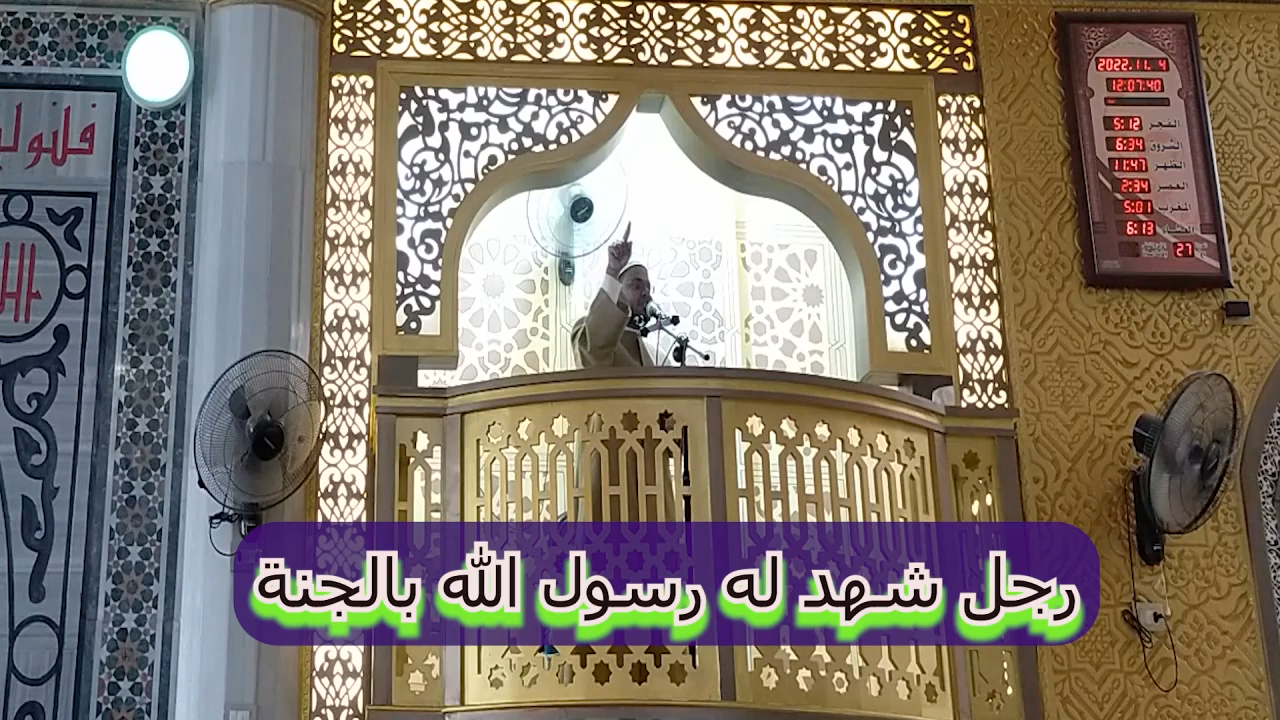 رجل شهد له رسول الله بالجنة
2022.11. 4
12:07:40
5:12 الفجر
6:34 الشروق
11:47 الظهر
2:34 العصر
5:01 المغرب
6:13 العشاء
27